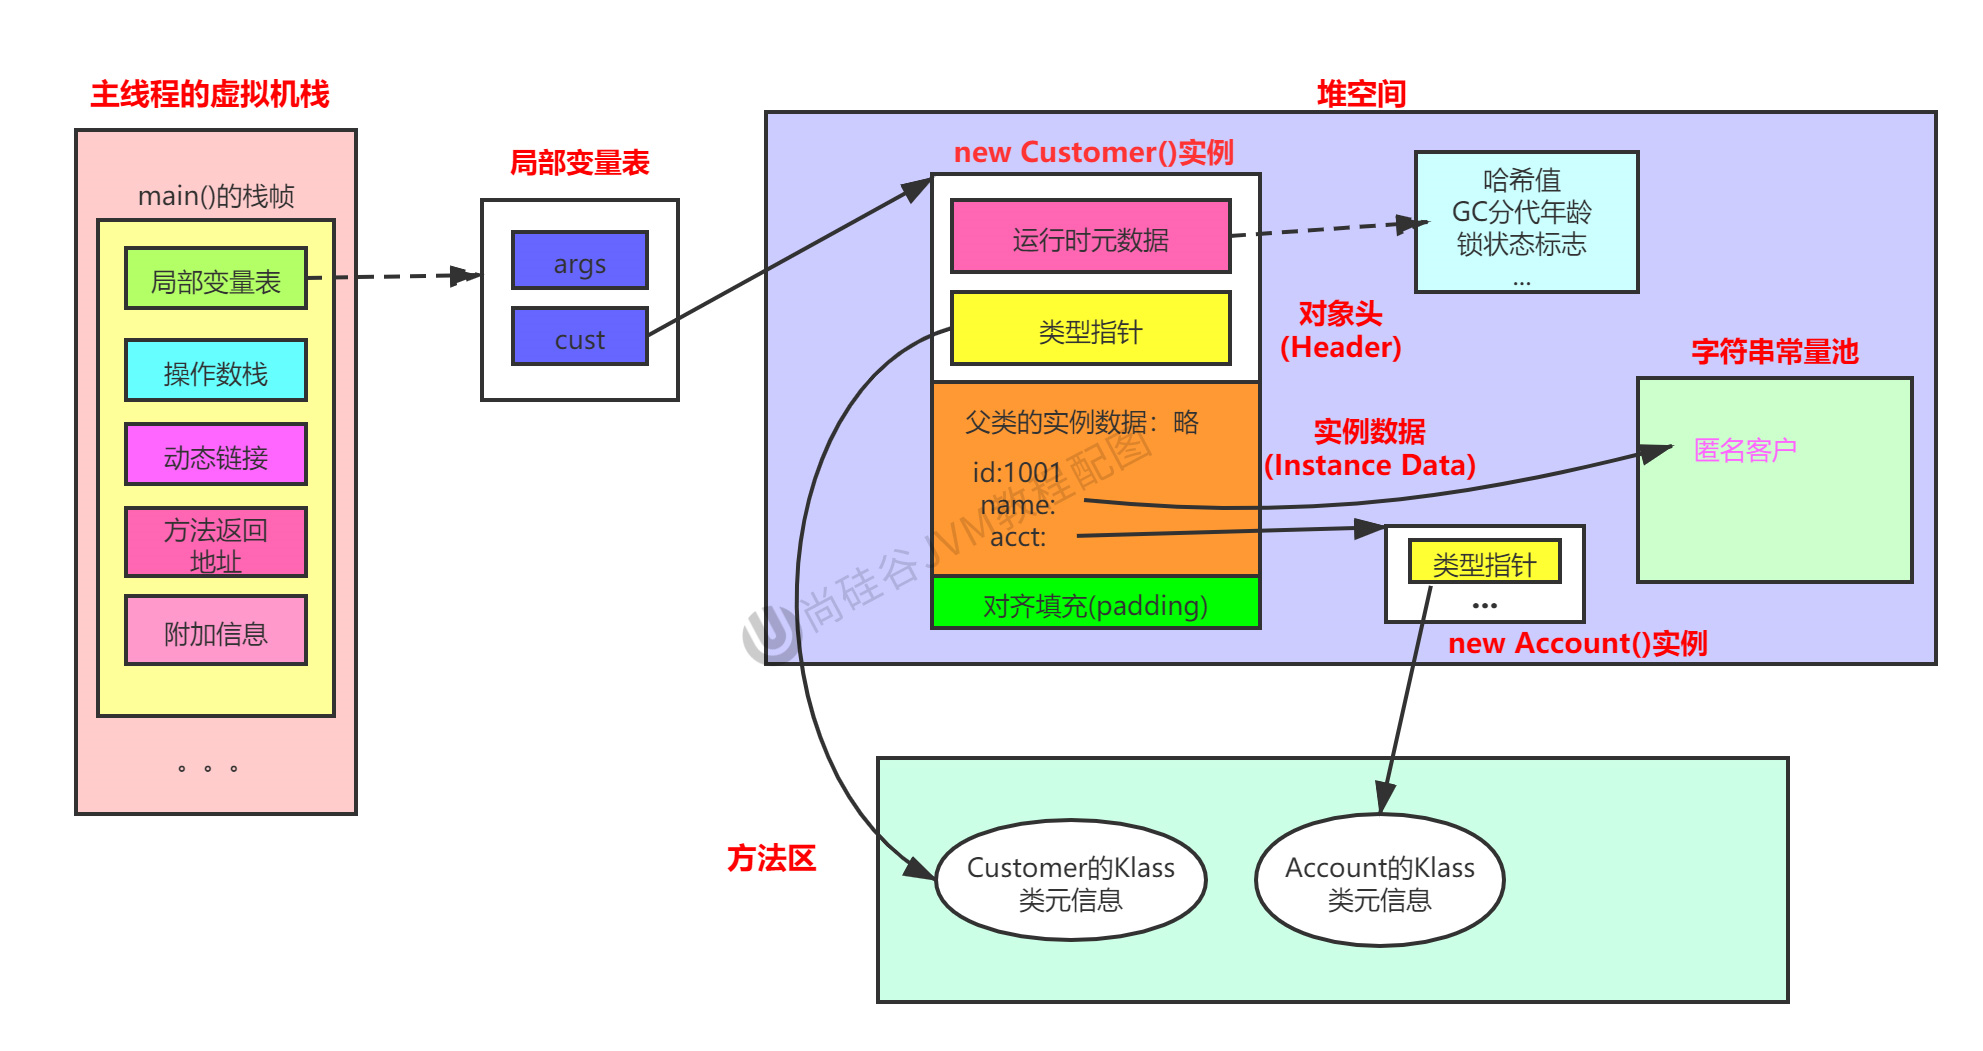 主线程的虚拟机栈
main()的栈帧
局部变量表
操作数栈
动态链接
方法返回
地址
附加信息
。。。
局部变量表
args
cust
堆空间
new Customer()实例
运行时元数据
类型指针
哈希值
GC分代年龄
锁状态标志
...
对象头
(Header)
父类的实例数据：略
id:1001
name:
acct:
实例数据
(Instance Data)
对齐填充(padding)
字符串常量池
匿名客户
类型指针
...
new Account()实例
尚硅谷JVM教程配图
方法区
Customer的Klass
类元信息
Account的Klass
类元信息